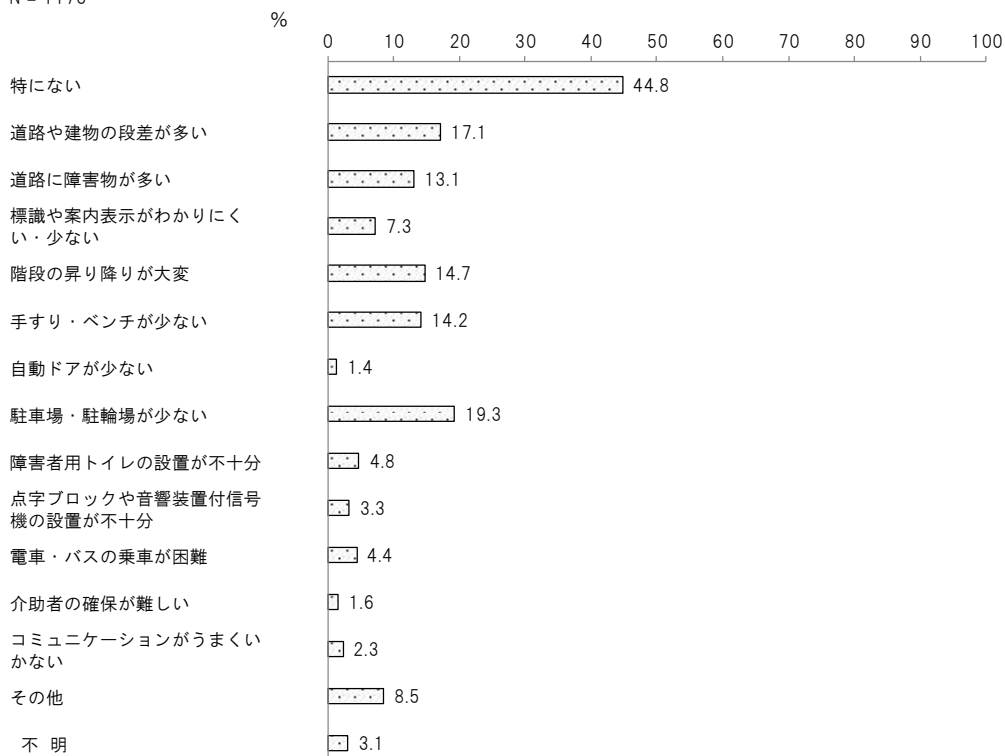 %
0 10 20 30 40 50 60 70 80 90 100
特にない 44.8
道路や建物の段差が多い 17.1
道路に障害物が多い 13.1
標識や案内表示がわかりにく
い・少ない 7.3
階段の昇り降りが大変 14.7
手すり・ベンチが少ない 14.2
自動ドアが少ない 1.4
駐車場・駐輪場が少ない 19.3
障害者用トイレの設置が不十分 4.8
点字ブロックや音響装置付信号
機の設置が不十分 3.3
電車・バスの乗車が困難 4.4
介助者の確保が難しい 1.6
コミュニケーションがうまくい
かない 2.3
その他 8.5
不 明 3.1